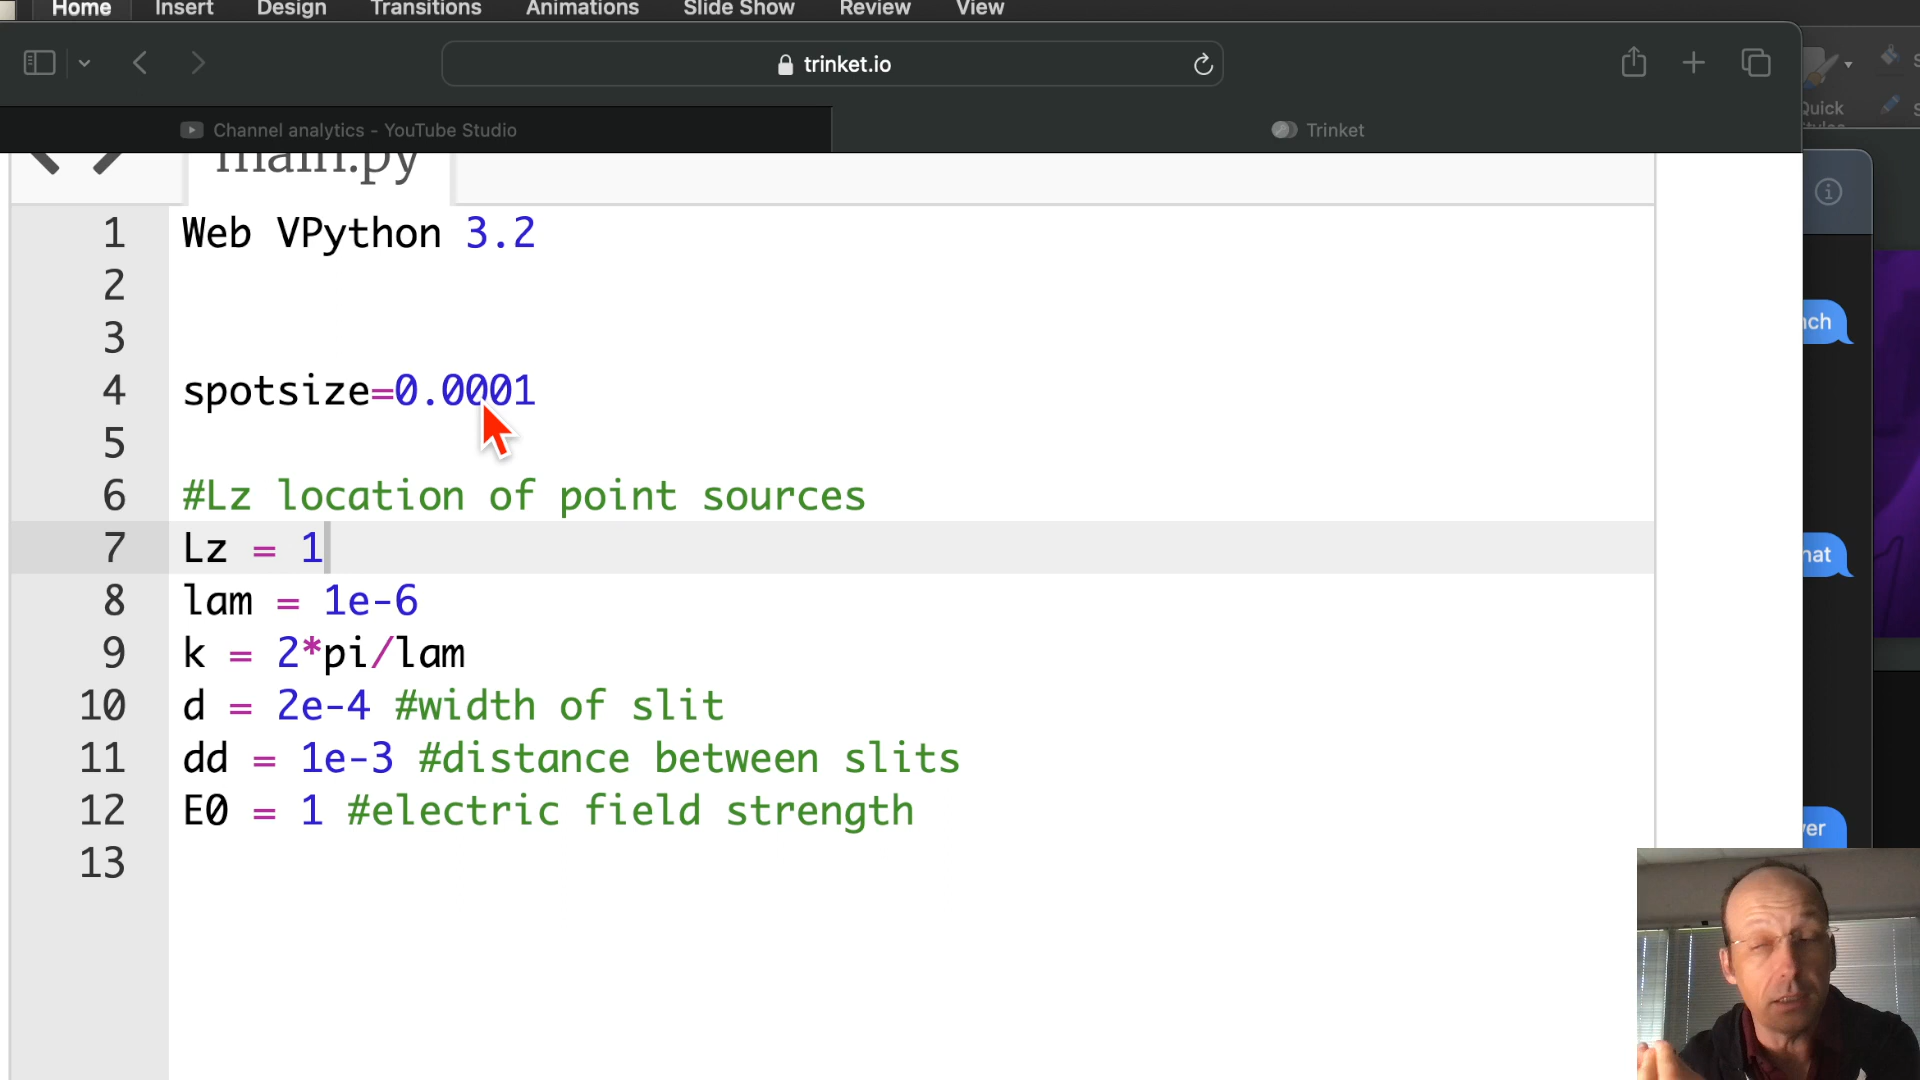 Home Insert Design Transitions Animations Slide Show Review View
trinket.io
Quick
Channel analytics - YouTube Studio
Trinket
main.py
1 Web VPython 3.2
2
3
4 spotsize=0.0001
5
6 #Lz location of point sources
7 Lz = 1
8 lam = 1e-6
9 k = 2*pi/lam
10 d = 2e-4 #width of slit
11 dd = 1e-3 #distance between slits
12 E0 = 1 #electric field strength
13